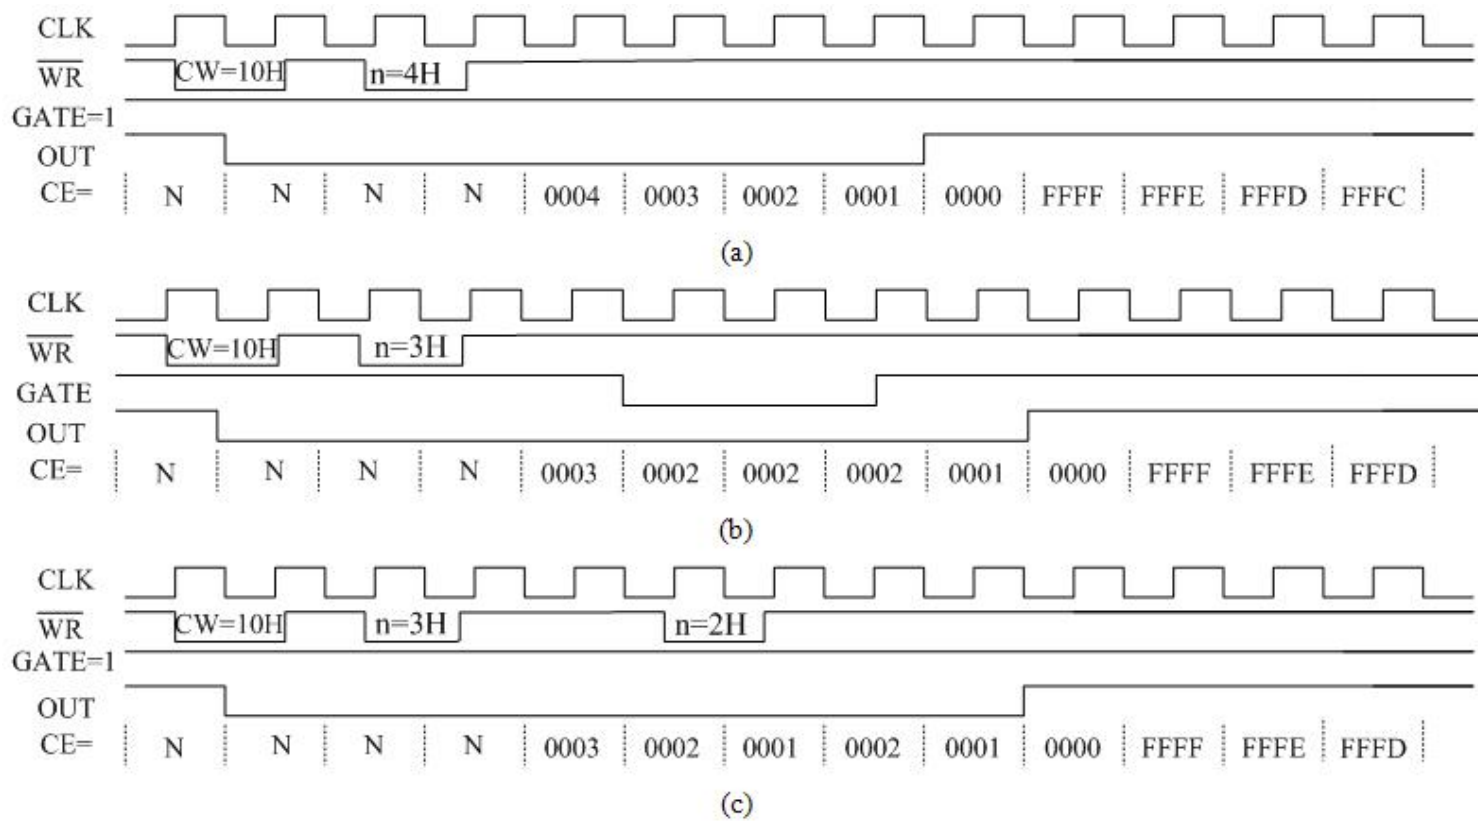 CLK
WR CW=10H n=4H
GATE=1
OUT
CE= N N N N 0004 0003 0002 0001 0000 FFFF FFFE FFFD FFFC
(a)
CLK
WR CW=10H n=3H
GATE
OUT
CE= N N N N 0003 0002 0002 0002 0001 0000 FFFF FFFE FFFD
(b)
CLK
WR CW=10H n=3H n=2H
GATE=1
OUT
CE= N N N N 0003 0002 0001 0002 0001 0000 FFFF FFFE FFFD
(c)